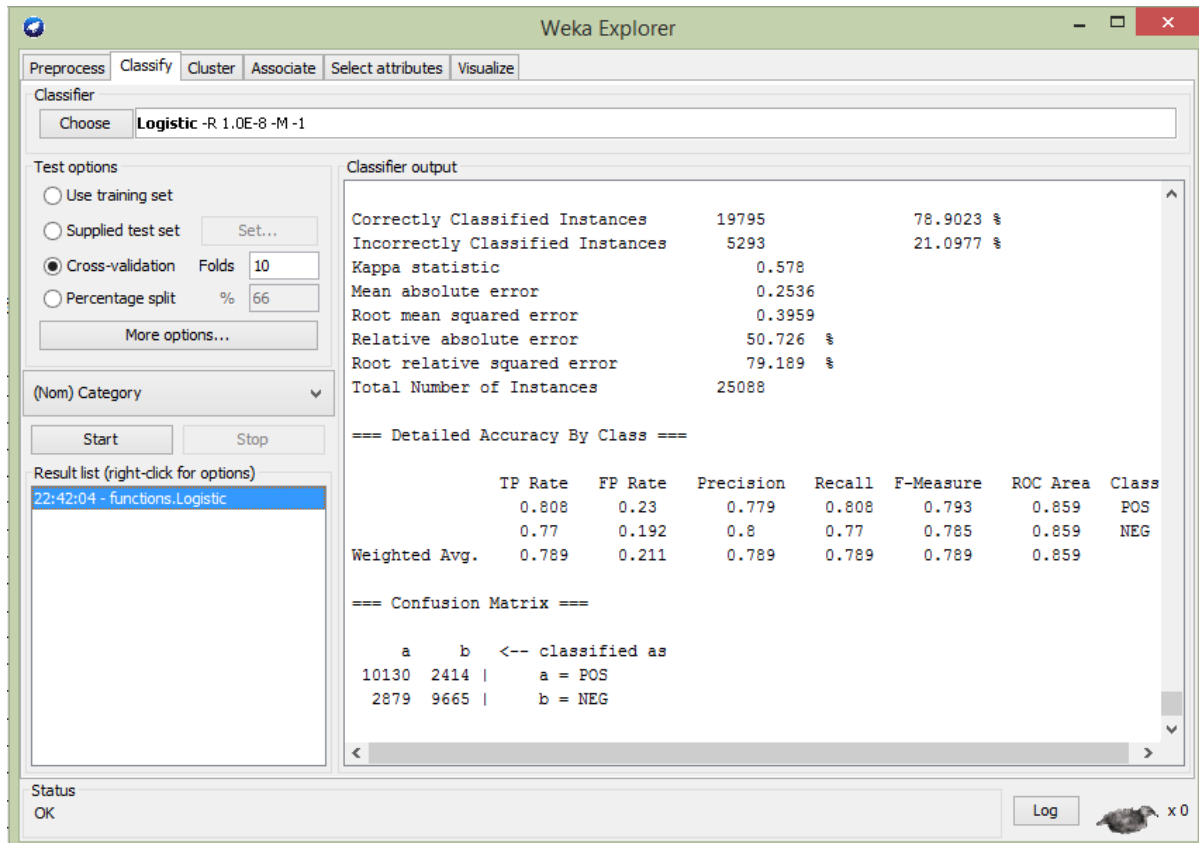 Weka Explorer
Preprocess Classify Cluster Associate Select attributes Visualize
Classifier
Choose Logistic -R 1.0E-8 -M -1
Test options
Use training set
Supplied test set Set...
Cross-validation Folds 10
Percentage split % 66
More options...
(Nom) Category
Start Stop
Result list (right-click for options)
22:42:04 - functions.Logistic
Classifier output
Correctly Classified Instances 19795 78.9023 %
Incorrectly Classified Instances 5293 21.0977 %
Kappa statistic 0.578
Mean absolute error 0.2536
Root mean squared error 0.3959
Relative absolute error 50.726 %
Root relative squared error 79.189 %
Total Number of Instances 25088
=== Detailed Accuracy By Class ===
TP Rate FP Rate Precision Recall F-Measure ROC Area Class
0.808 0.23 0.779 0.808 0.793 0.859 POS
0.77 0.192 0.8 0.77 0.785 0.859 NEG
Weighted Avg. 0.789 0.211 0.789 0.789 0.789 0.859
=== Confusion Matrix ===
a b <-- classified as
10130 2414 | a = POS
2879 9665 | b = NEG
Status
OK
Log x 0